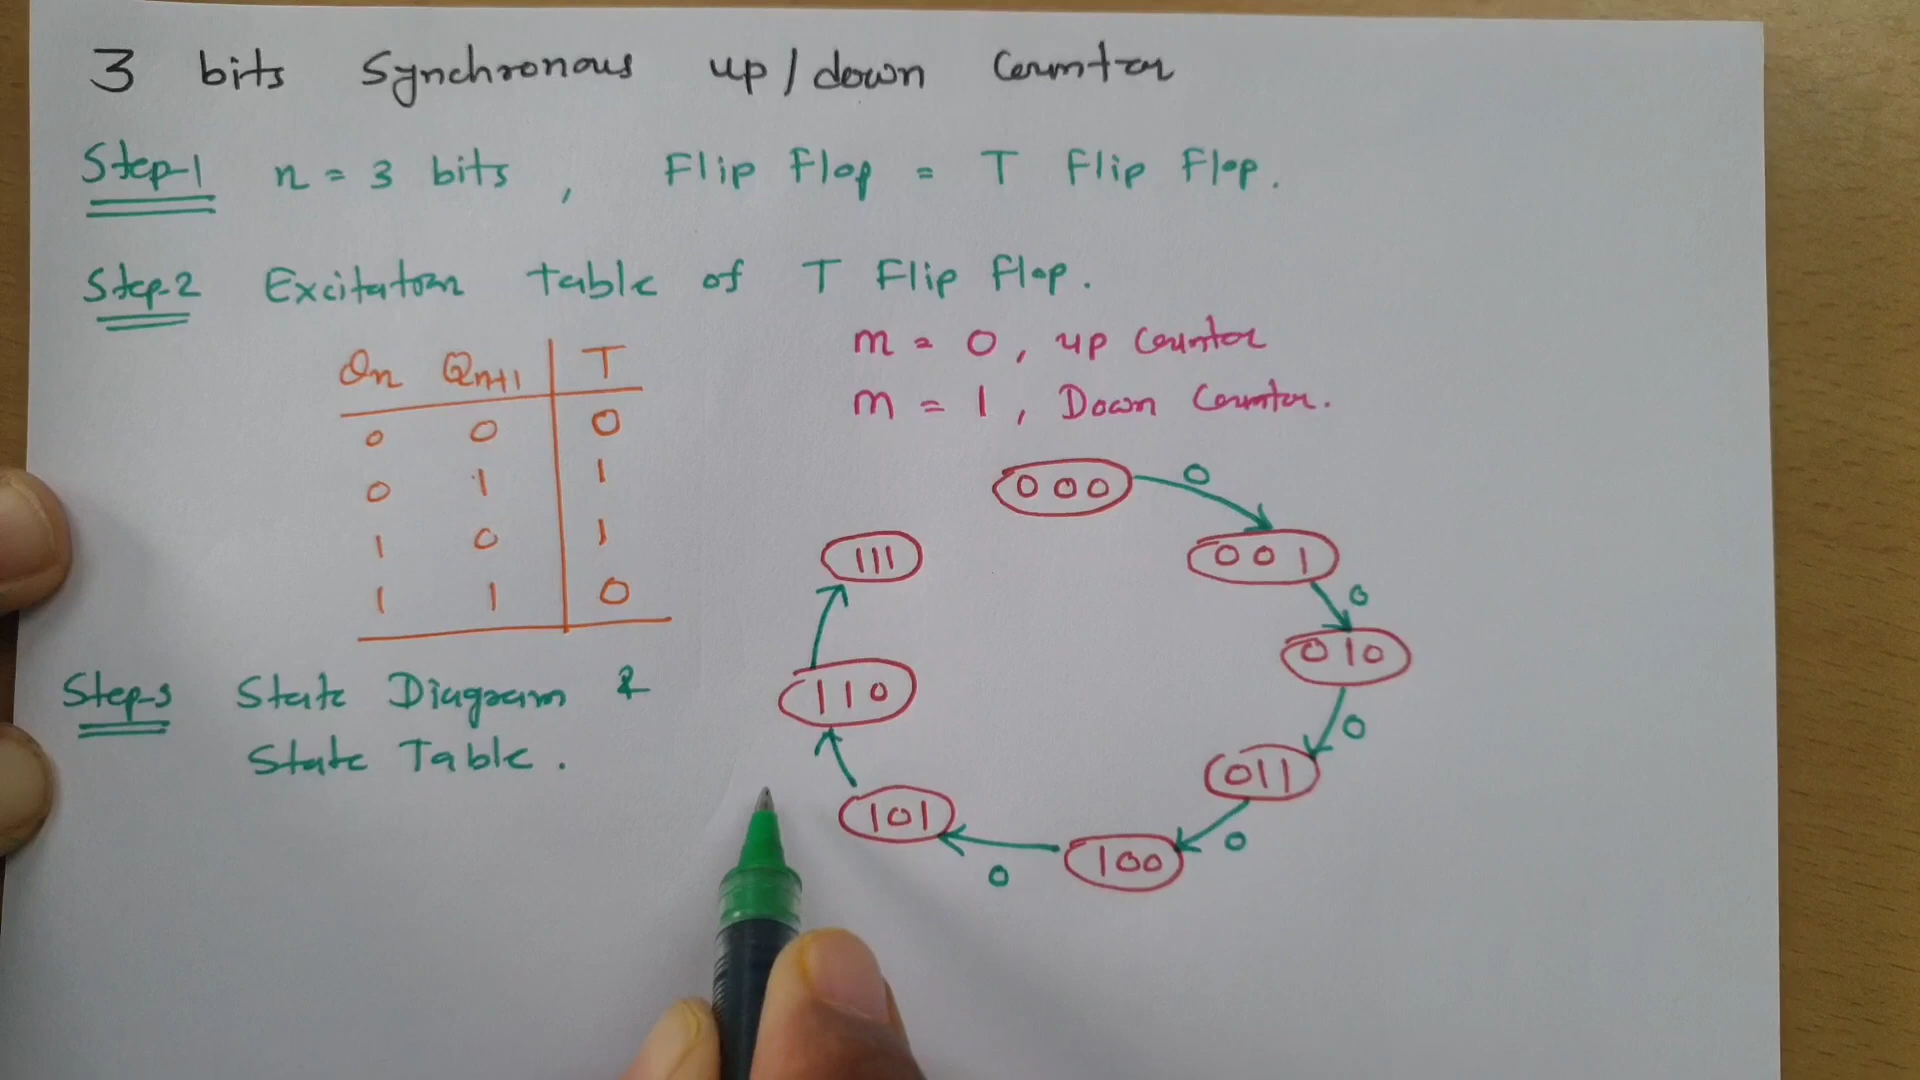 3 bits Synchronous up/down Counter
Step-1 n = 3 bits, Flip Flop = T Flip Flop.
Step-2 Excitation table of T Flip Flop.
m = 0, up Counter
m = 1, Down Counter.
Qn Qn+1 T
0 0 0
0 1 1
1 0 1
1 1 0
Step-3 State Diagram &
State Table.
000 0
001 0
010 0
011 0
100 0
101
110
111